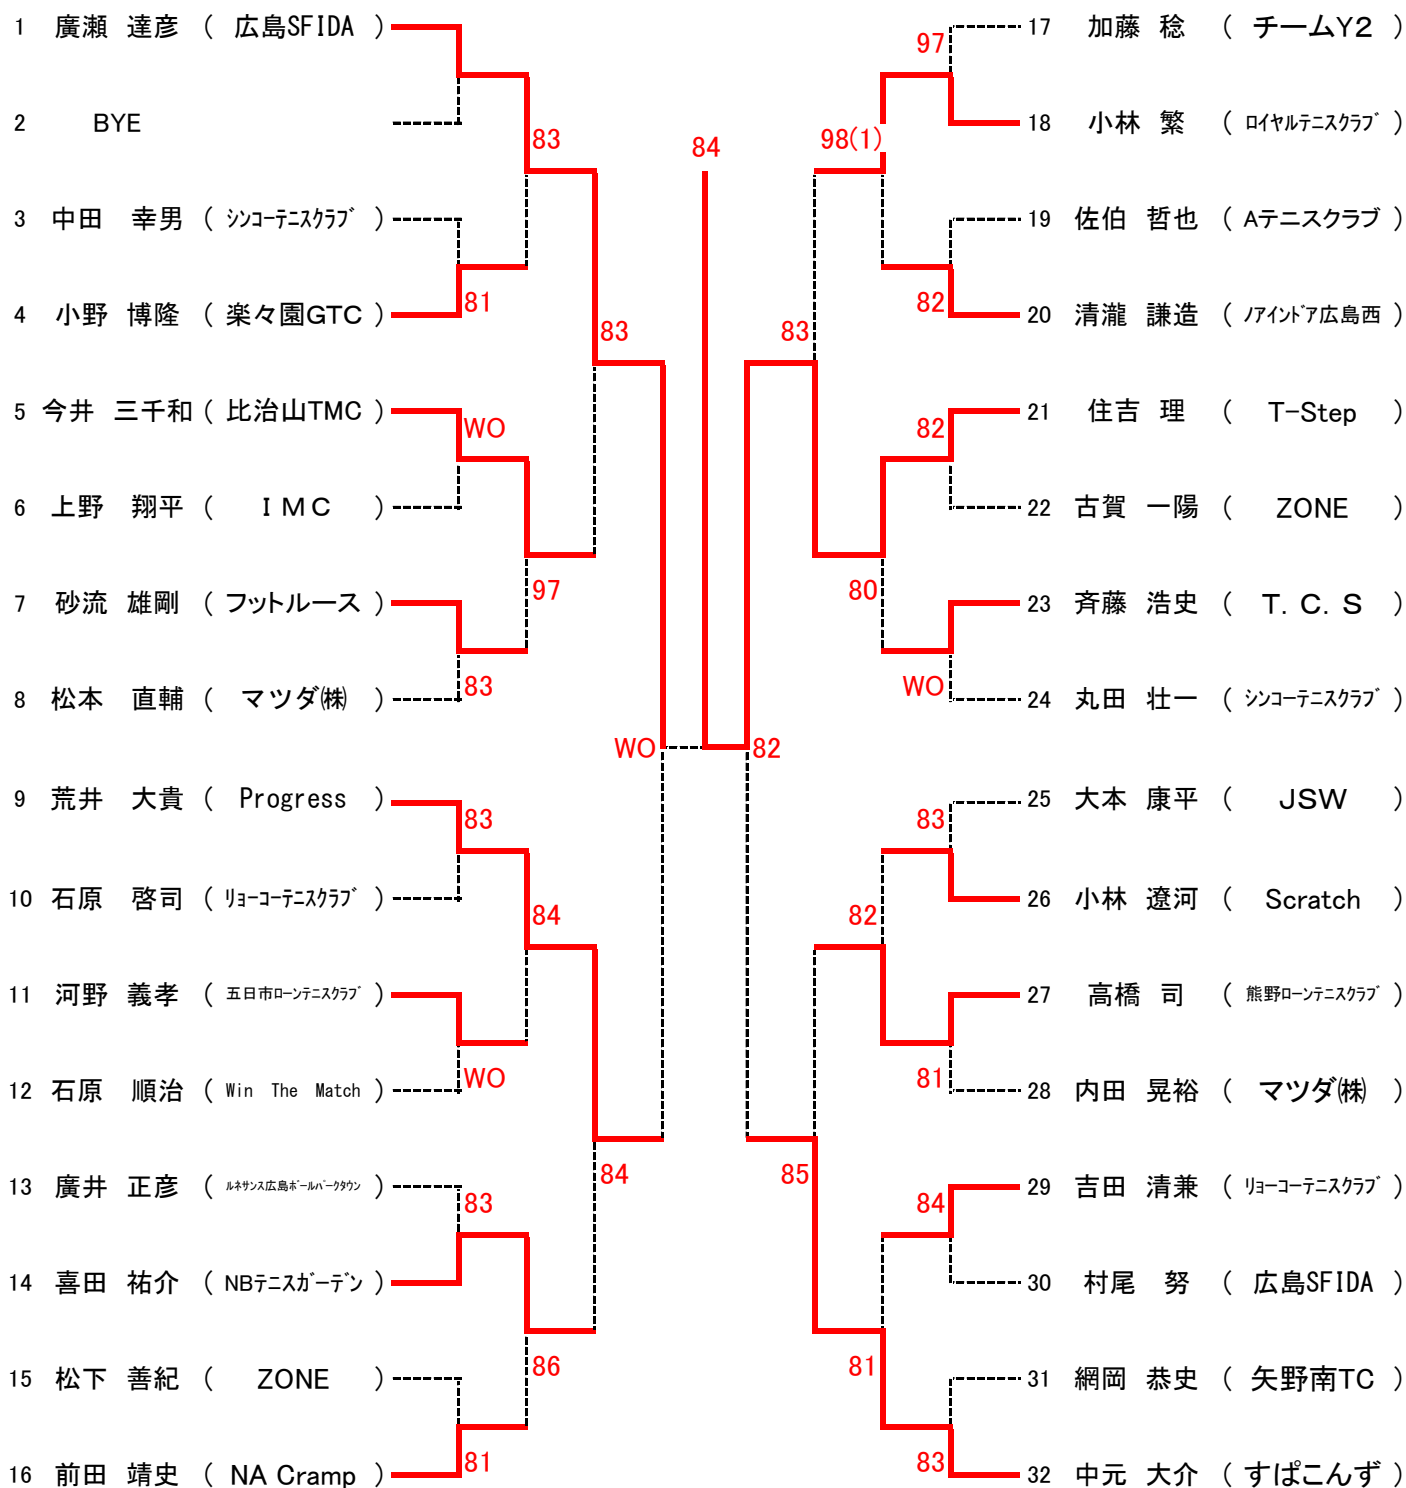 1 廣瀬 達彦 ( 広島SFIDA )
2 BYE
83
3 中田 幸男 ( ｼﾝｺｰﾃﾆｽｸﾗﾌﾞ )
81
4 小野 博隆 ( 楽々園GTC )
83
5 今井 三千和 ( 比治山TMC )
WO
6 上野 翔平 ( IMC )
97
7 砂流 雄剛 ( フットルース )
83
8 松本 直輔 ( マツダ㈱ )
WO
9 荒井 大貴 ( Progress )
83
10 石原 啓司 ( ﾘｮｰｺｰﾃﾆｽｸﾗﾌﾞ )
84
11 河野 義孝 ( 五日市ﾛｰﾝﾃﾆｽｸﾗﾌﾞ )
WO
12 石原 順治 ( Win The Match )
84
13 廣井 正彦 ( ﾙﾈｻﾝｽ広島ﾎﾞｰﾙﾊﾟｰｸﾀｳﾝ )
83
14 喜田 祐介 ( NBﾃﾆｽｶﾞｰﾃﾞﾝ )
86
15 松下 善紀 ( ZONE )
81
16 前田 靖史 ( NA Cramp )
84
17 加藤 稔 ( チームY2 )
97
18 小林 繁 ( ﾛｲﾔﾙﾃﾆｽｸﾗﾌﾞ )
98(1)
19 佐伯 哲也 ( Aテニスクラブ )
82
20 清瀧 謙造 ( ﾉｱｲﾝﾄﾞｱ広島西 )
83
21 住吉 理 ( T-Step )
82
22 古賀 一陽 ( ZONE )
80
23 斉藤 浩史 ( T.C.S )
WO
24 丸田 壮一 ( ｼﾝｺｰﾃﾆｽｸﾗﾌﾞ )
82
25 大本 康平 ( JSW )
83
26 小林 遼河 ( Scratch )
82
27 高橋 司 ( 熊野ﾛｰﾝﾃﾆｽｸﾗﾌﾞ )
81
28 内田 晃裕 ( マツダ㈱ )
85
29 吉田 清兼 ( ﾘｮｰｺｰﾃﾆｽｸﾗﾌﾞ )
84
30 村尾 努 ( 広島SFIDA )
81
31 網岡 恭史 ( 矢野南TC )
83
32 中元 大介 ( すぱこんず )